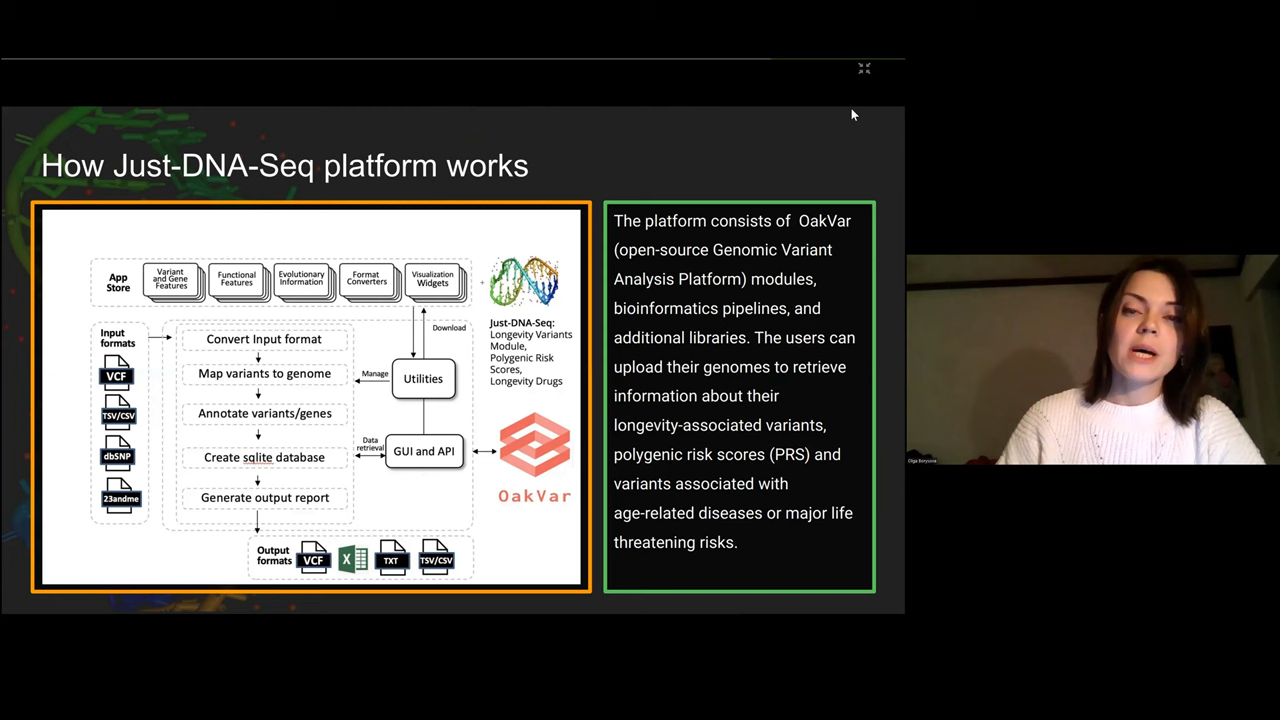 How Just-DNA-Seq platform works
App
Store
Variant
and Gene
Features
Functional
Features
Evolutionary
Information
Format
Converters
Visualization
Widgets
+
Just-DNA-Seq:
Longevity Variants
Module,
Polygenic Risk
Scores,
Longevity Drugs
Input
formats
VCF
TSV/CSV
dbSNP
23andme
Convert Input format
Map variants to genome
Annotate variants/genes
Create sqlite database
Generate output report
Download
Manage
Utilities
Data
retrieval
GUI and API
OakVar
Output
formats
VCF
X
TXT
TSV/CSV
The platform consists of OakVar
(open-source Genomic Variant
Analysis Platform) modules,
bioinformatics pipelines, and
additional libraries. The users can
upload their genomes to retrieve
information about their
longevity-associated variants,
polygenic risk scores (PRS) and
variants associated with
age-related diseases or major life
threatening risks.
Olga Borysova